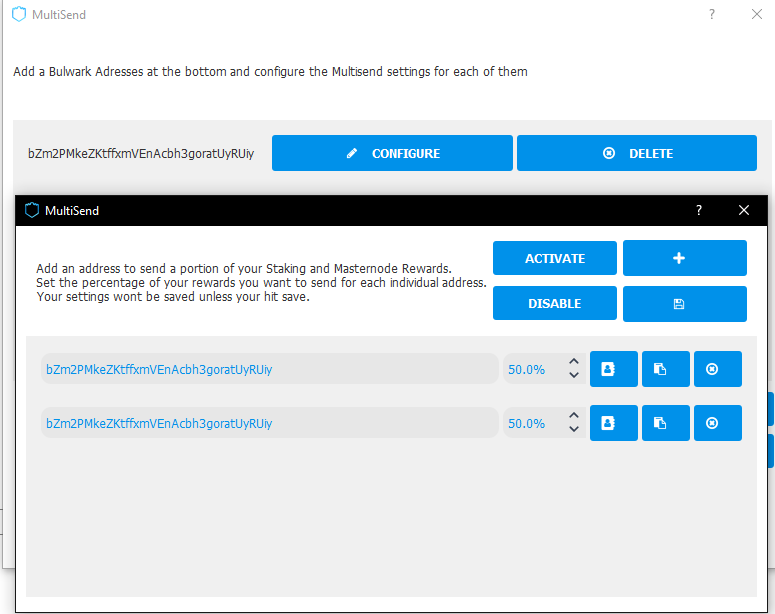 MultiSend
?
Add a Bulwark Adresses at the bottom and configure the Multisend settings for each of them
bZm2PMkeZKtffxmVEnAcbh3goratUyRUiy
CONFIGURE
DELETE
MultiSend
?
Add an address to send a portion of your Staking and Masternode Rewards.
Set the percentage of your rewards you want to send for each individual address.
Your settings wont be saved unless your hit save.
ACTIVATE
+
DISABLE
bZm2PMkeZKtffxmVEnAcbh3goratUyRUiy
50.0%
bZm2PMkeZKtffxmVEnAcbh3goratUyRUiy
50.0%